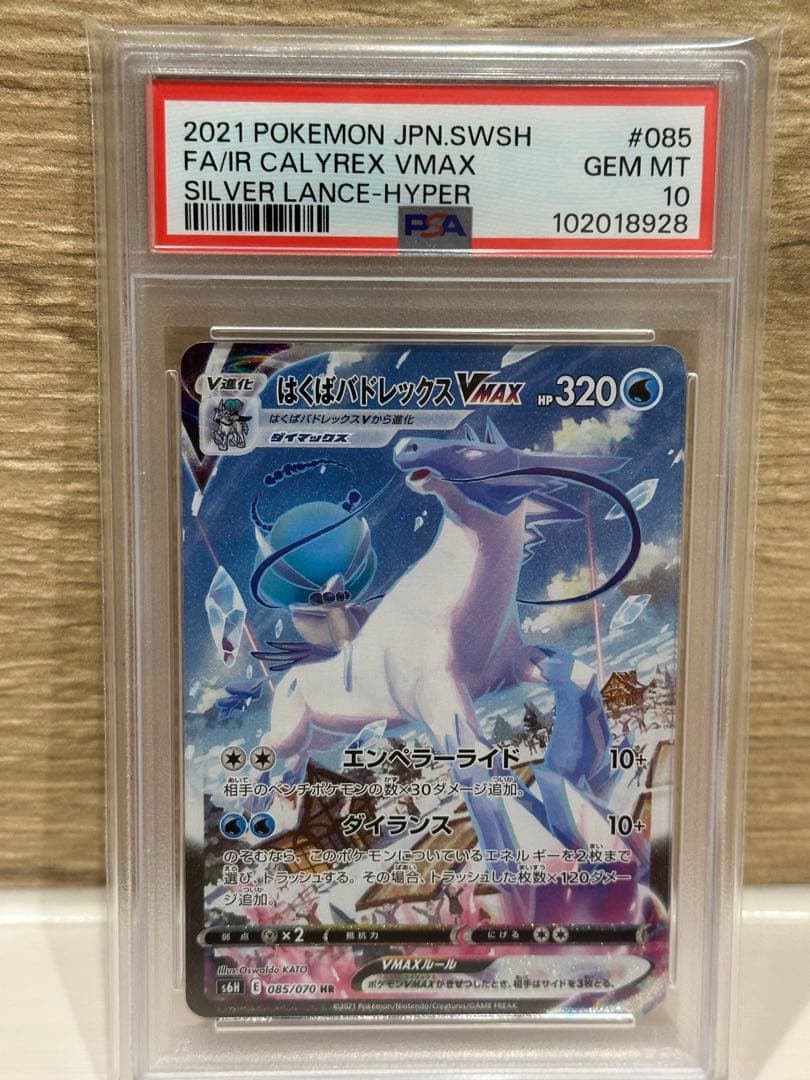 2021 POKEMON JPN.SWSH #085
FA/IR CALYREX VMAX GEM MT
SILVER LANCE-HYPER 10
PSA 102018928
V進化 はくばバドレックスVMAX HP 320
はくばバドレックスVから進化
ダイマックス
エンペラーライド 10+
相手のベンチポケモンの数×30ダメージ追加。
ダイランス 10+
のぞむなら、このポケモンについているエネルギーを2枚まで
選び、トラッシュする。その場合、トラッシュした枚数×120ダメー
ジ追加。
弱点 ×2 抵抗力 にげる
Illus. Oswaldo KATO VMAXルール
s6H E 085/070 HR ポケモンVMAXがきぜつしたとき、相手はサイドを3枚とる。
©2021 Pokémon/Nintendo/Creatures/GAME FREAK